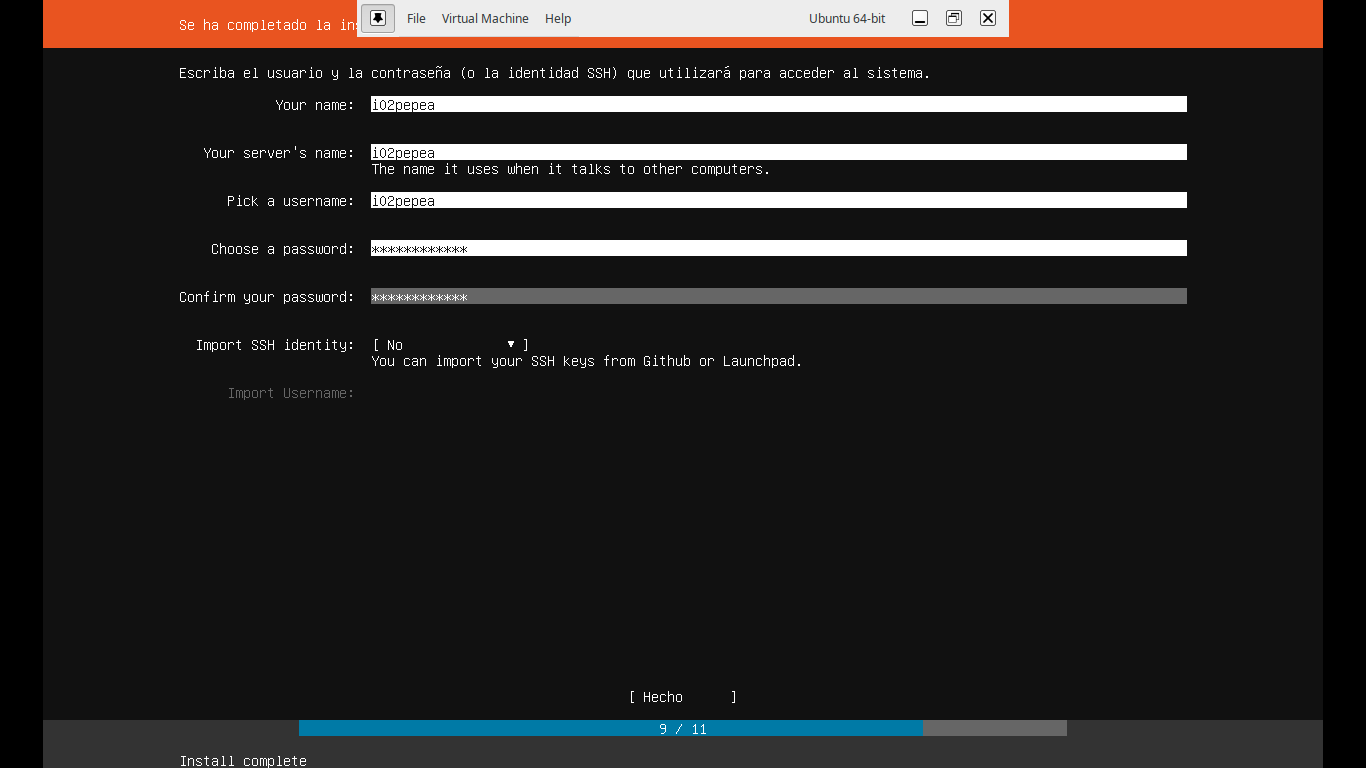 File Virtual Machine Help Ubuntu 64-bit
Se ha completado la
Escriba el usuario y la contraseña (o la identidad SSH) que utilizará para acceder al sistema.
Your name: i02pepea
Your server's name: i02pepea
The name it uses when it talks to other computers.
Pick a username: i02pepea
Choose a password: ************
Confirm your password: ************
Import SSH identity: [ No ▼ ]
You can import your SSH keys from Github or Launchpad.
Import Username:
[ Hecho ]
9 / 11
Install complete